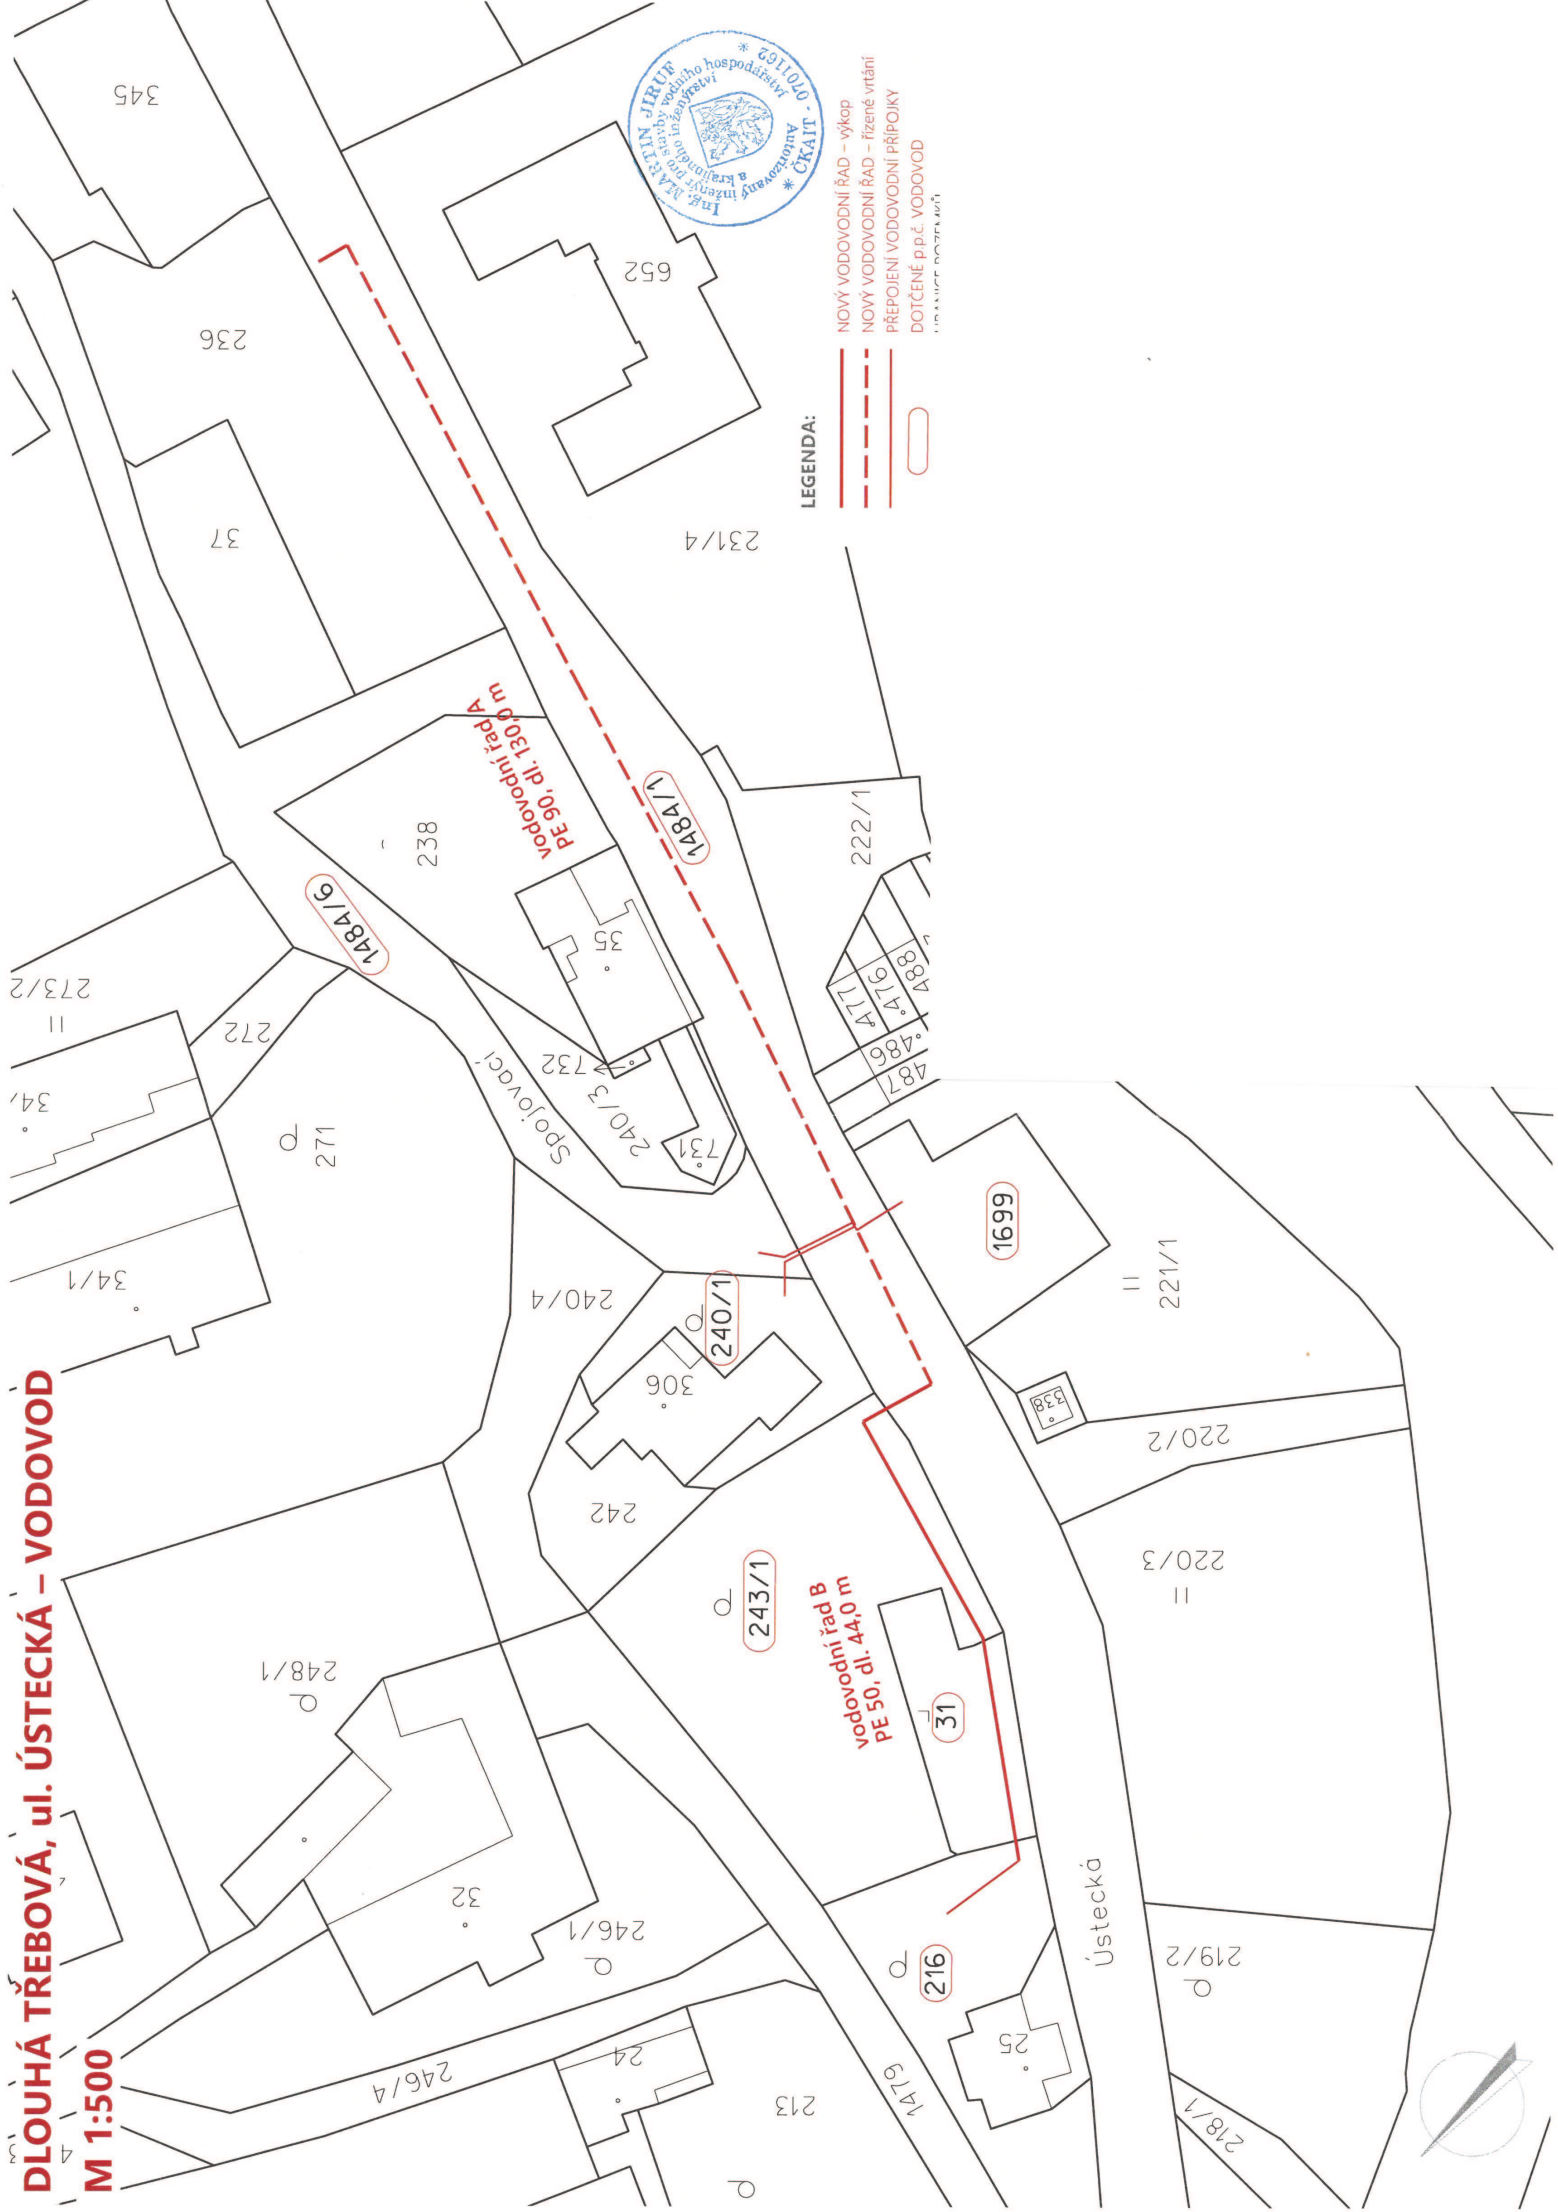 DLOUHÁ TŘEBOVÁ, ul. ÚSTECKÁ – VODOVOD
M 1:500
345
236
37
652
231/4
Ing. MARTIN JIRUF
Autorizovaný inženýr pro stavby vodního hospodářství
a krajinného inženýrství
* ČKAIT - 0701162 *
LEGENDA:
NOVÝ VODOVODNÍ ŘAD – výkop
NOVÝ VODOVODNÍ ŘAD – řízené vrtání
PŘEPOJENÍ VODOVODNÍ PŘÍPOJKY
DOTČENÉ p.p.č. VODOVOD
vodovodní řad A
PE 90, dl. 130,0 m
238
1484/1
1484/6
222/1
35
477
476
488
486
487
273/2
272
34/
271
34/1
Spojovací
732
240/3
731
240/4
240/1
306
242
1699
221/1
338
220/2
220/3
243/1
vodovodní řad B
PE 50, dl. 44,0 m
31
248/1
32
246/1
246/4
24
213
1479
216
25
Ústecká
219/2
218/1
4